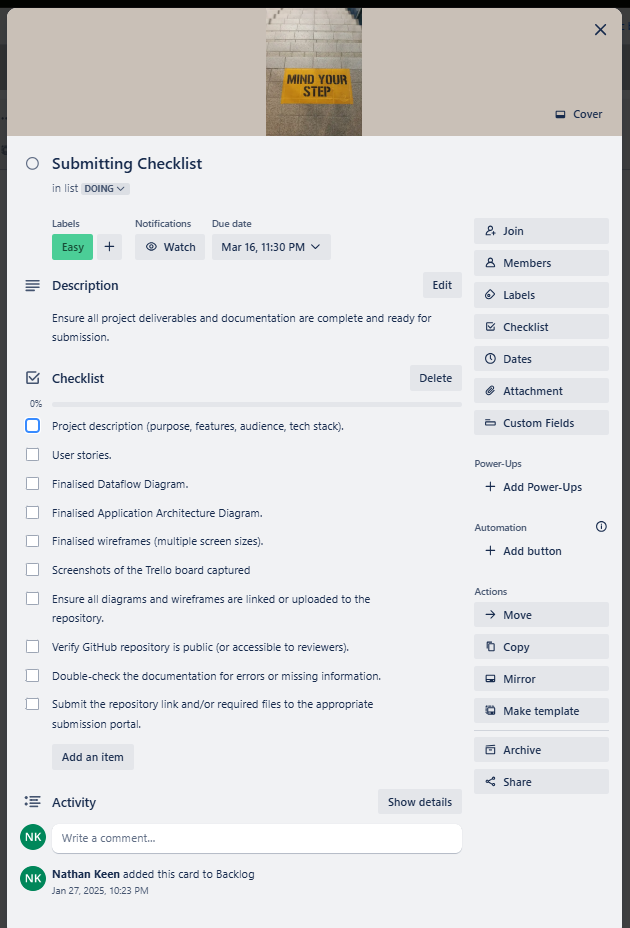 MIND YOUR
STEP
Cover
Submitting Checklist
in list DOING
Labels
Notifications
Due date
Easy
Watch
Mar 16, 11:30 PM
Description
Edit
Ensure all project deliverables and documentation are complete and ready for
submission.
Checklist
Delete
0%
Project description (purpose, features, audience, tech stack).
User stories.
Finalised Dataflow Diagram.
Finalised Application Architecture Diagram.
Finalised wireframes (multiple screen sizes).
Screenshots of the Trello board captured
Ensure all diagrams and wireframes are linked or uploaded to the
repository.
Verify GitHub repository is public (or accessible to reviewers).
Double-check the documentation for errors or missing information.
Submit the repository link and/or required files to the appropriate
submission portal.
Add an item
Activity
Show details
NK
Write a comment...
NK
Nathan Keen added this card to Backlog
Jan 27, 2025, 10:23 PM
Join
Members
Labels
Checklist
Dates
Attachment
Custom Fields
Power-Ups
Add Power-Ups
Automation
Add button
Actions
Move
Copy
Mirror
Make template
Archive
Share